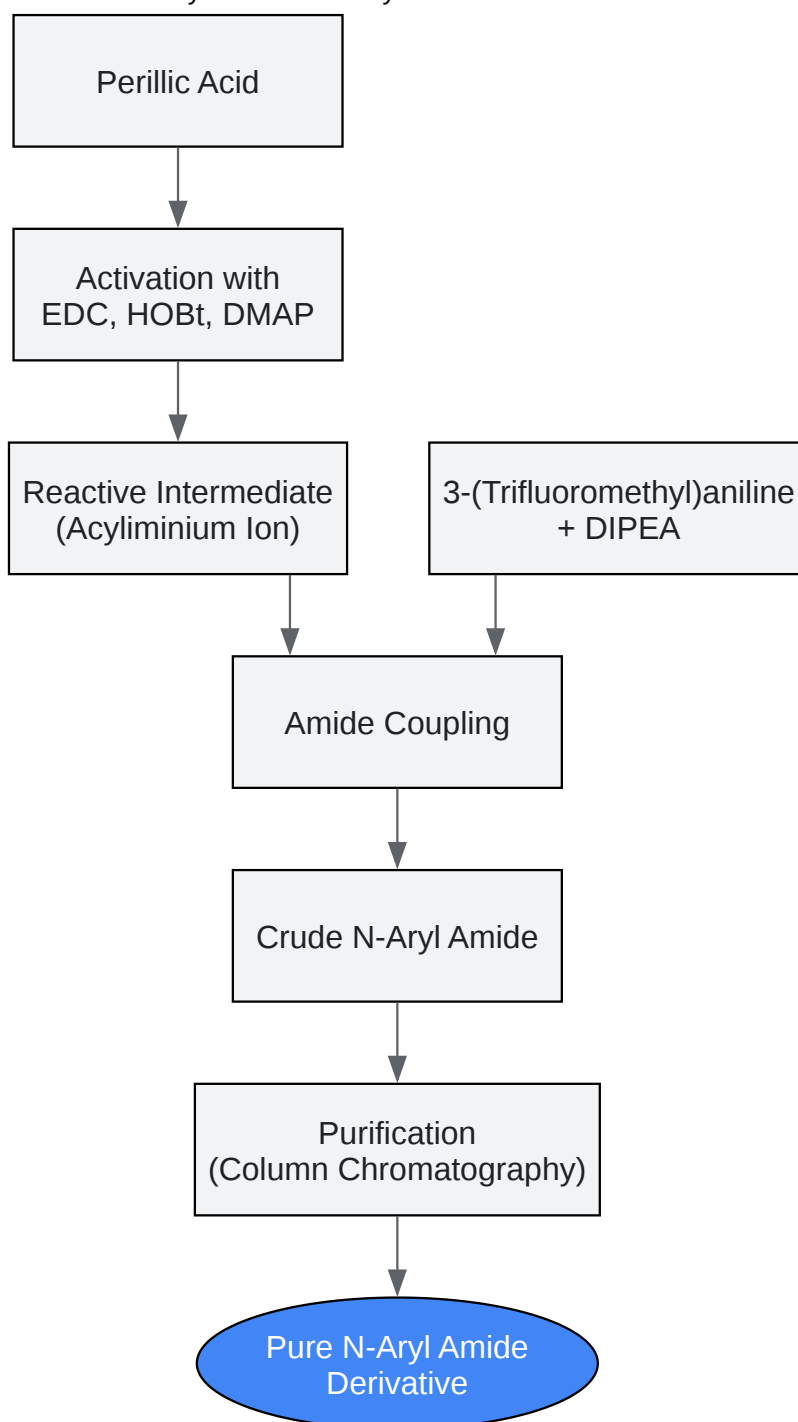 Perillic Acid
Activation with
EDC, HOBt, DMAP
Reactive Intermediate
(Acyliminium Ion)
3-(Trifluoromethyl)aniline
+ DIPEA
Amide Coupling
Crude N-Aryl Amide
Purification
(Column Chromatography)
Pure N-Aryl Amide
Derivative